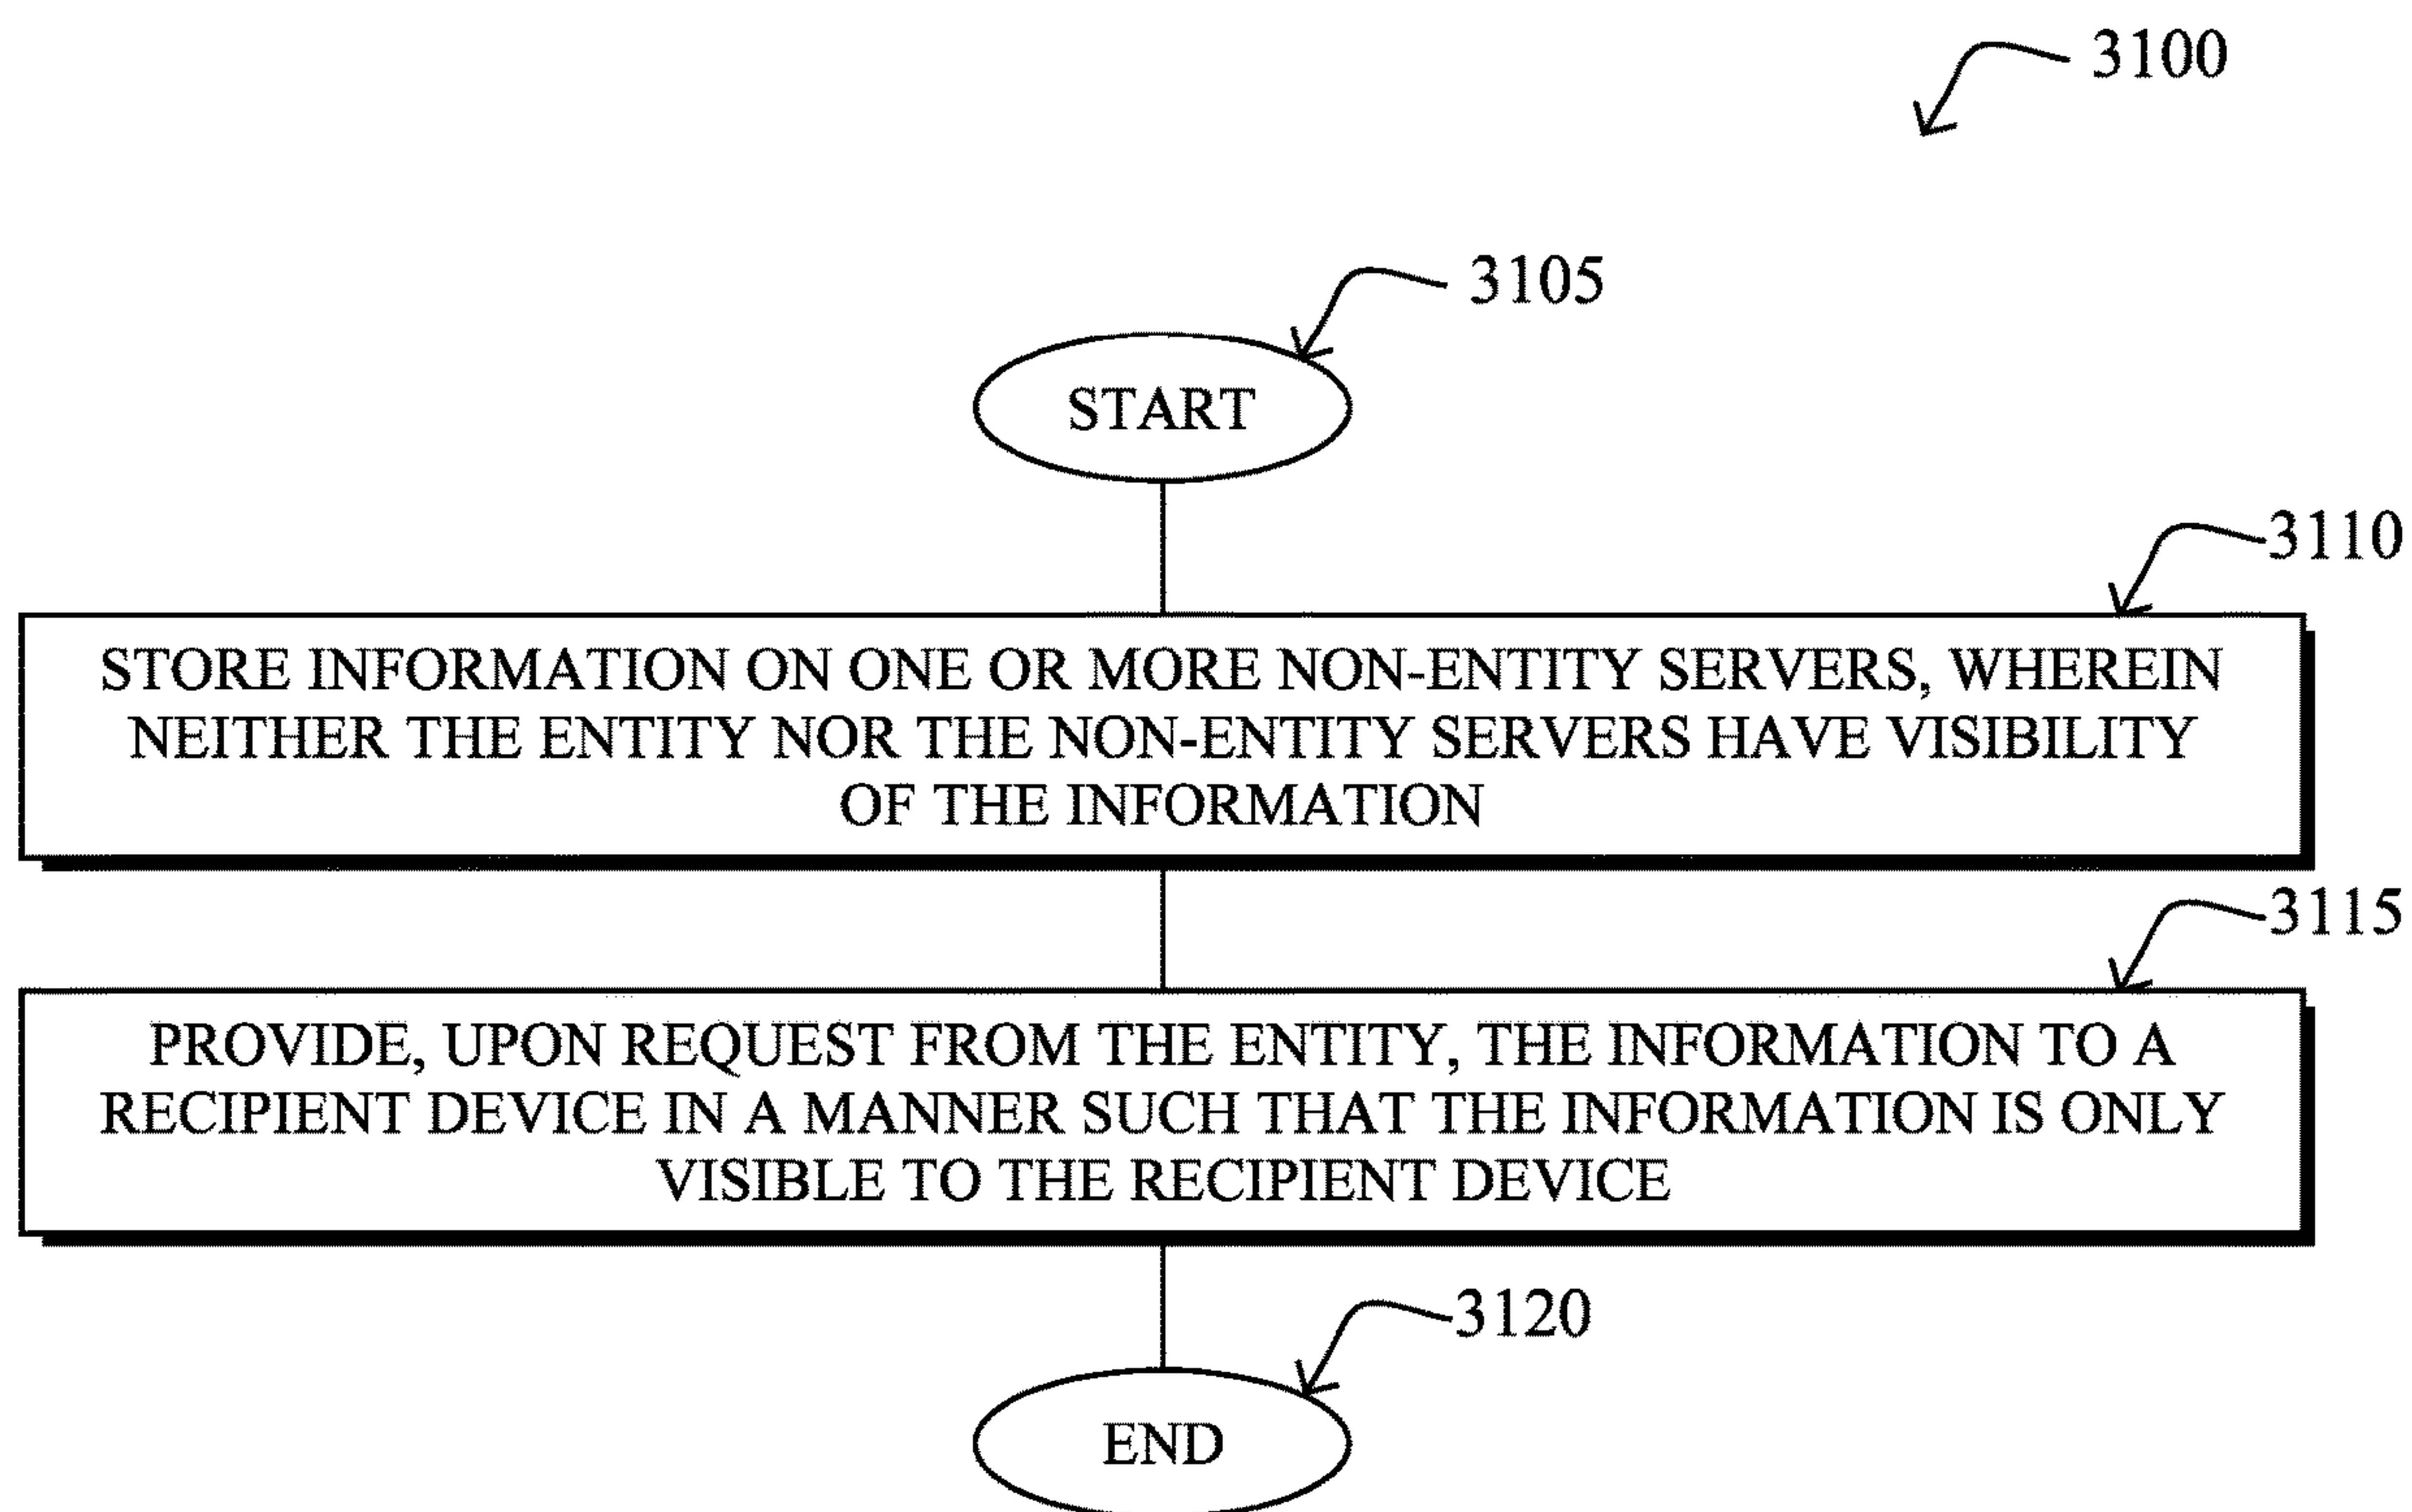 3100
3105
START
3110
STORE INFORMATION ON ONE OR MORE NON-ENTITY SERVERS, WHEREIN
NEITHER THE ENTITY NOR THE NON-ENTITY SERVERS HAVE VISIBILITY
OF THE INFORMATION
3115
PROVIDE, UPON REQUEST FROM THE ENTITY, THE INFORMATION TO A
RECIPIENT DEVICE IN A MANNER SUCH THAT THE INFORMATION IS ONLY
VISIBLE TO THE RECIPIENT DEVICE
3120
END